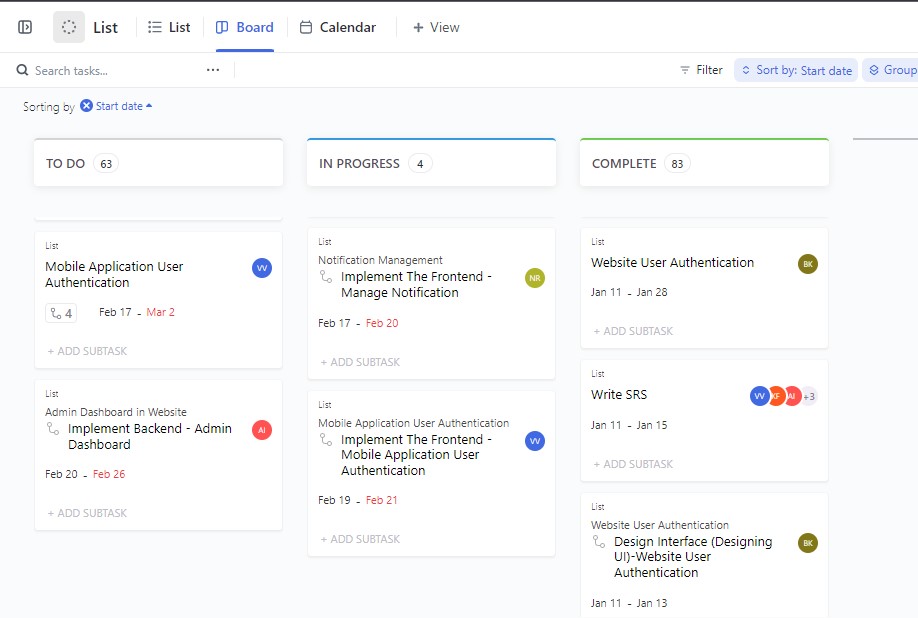 List
List
Board
Calendar
+ View
Search tasks...
...
Filter
Sort by: Start date
Group
Sorting by Start date
TO DO 63
List
Mobile Application User
Authentication
VV
4
Feb 17 - Mar 2
+ ADD SUBTASK
List
Admin Dashboard in Website
Implement Backend - Admin
Dashboard
AI
Feb 20 - Feb 26
+ ADD SUBTASK
IN PROGRESS 4
List
Notification Management
Implement The Frontend -
Manage Notification
NR
Feb 17 - Feb 20
+ ADD SUBTASK
List
Mobile Application User Authentication
Implement The Frontend -
Mobile Application User
Authentication
VV
Feb 19 - Feb 21
+ ADD SUBTASK
COMPLETE 83
List
Website User Authentication
BK
Jan 11 - Jan 28
+ ADD SUBTASK
List
Write SRS
VV KF AI +3
Jan 11 - Jan 15
+ ADD SUBTASK
List
Website User Authentication
Design Interface (Designing
UI)-Website User
Authentication
BK
Jan 11 - Jan 13